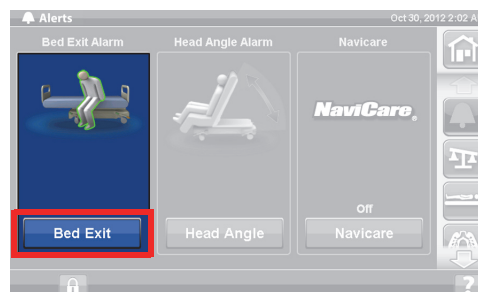 Alerts
Oct 30, 2012 2:02 A
Bed Exit Alarm
Head Angle Alarm
Navicare
NaviCare®
Off
Bed Exit
Head Angle
Navicare
?